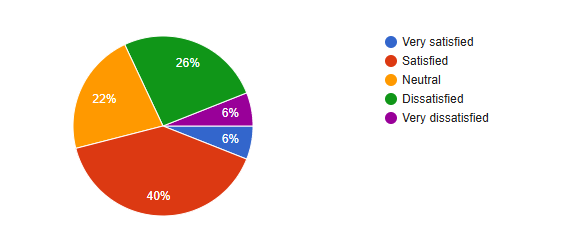 Very satisfied
Satisfied
Neutral
Dissatisfied
Very dissatisfied
26%
22%
6%
6%
40%